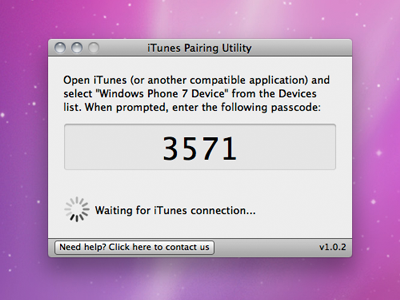 iTunes Pairing Utility
Open iTunes (or another compatible application) and
select "Windows Phone 7 Device" from the Devices
list. When prompted, enter the following passcode:
3571
Waiting for iTunes connection...
Need help? Click here to contact us
v1.0.2